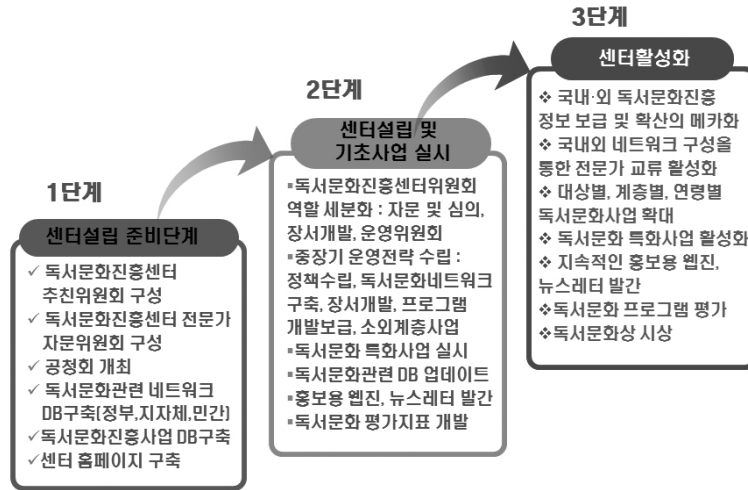 1단계
센터설립 준비단계
✓ 독서문화진흥센터
추친위원회 구성
✓ 독서문화진흥센터 전문가
자문위원회 구성
✓ 공청회 개최
✓ 독서문화관련 네트워크
DB구축(정부,지자체,민간)
✓독서문화진흥사업 DB구축
✓센터 홈페이지 구축
2단계
센터설립 및
기초사업 실시
▪독서문화진흥센터위원회
역할 세분화 : 자문 및 심의,
장서개발, 운영위원회
▪중장기 운영전략 수립 :
정책수립, 독서문화네트워크
구축, 장서개발, 프로그램
개발보급, 소외계층사업
▪독서문화 특화사업 실시
▪독서문화관련 DB 업데이트
▪홍보용 웹진, 뉴스레터 발간
▪독서문화 평가지표 개발
3단계
센터활성화
❖ 국내·외 독서문화진흥
정보 보급 및 확산의 메카화
❖ 국내외 네트워크 구성을
통한 전문가 교류 활성화
❖ 대상별, 계층별, 연령별
독서문화사업 확대
❖ 독서문화 특화사업 활성화
❖ 지속적인 홍보용 웹진,
뉴스레터 발간
❖독서문화 프로그램 평가
❖독서문화상 시상